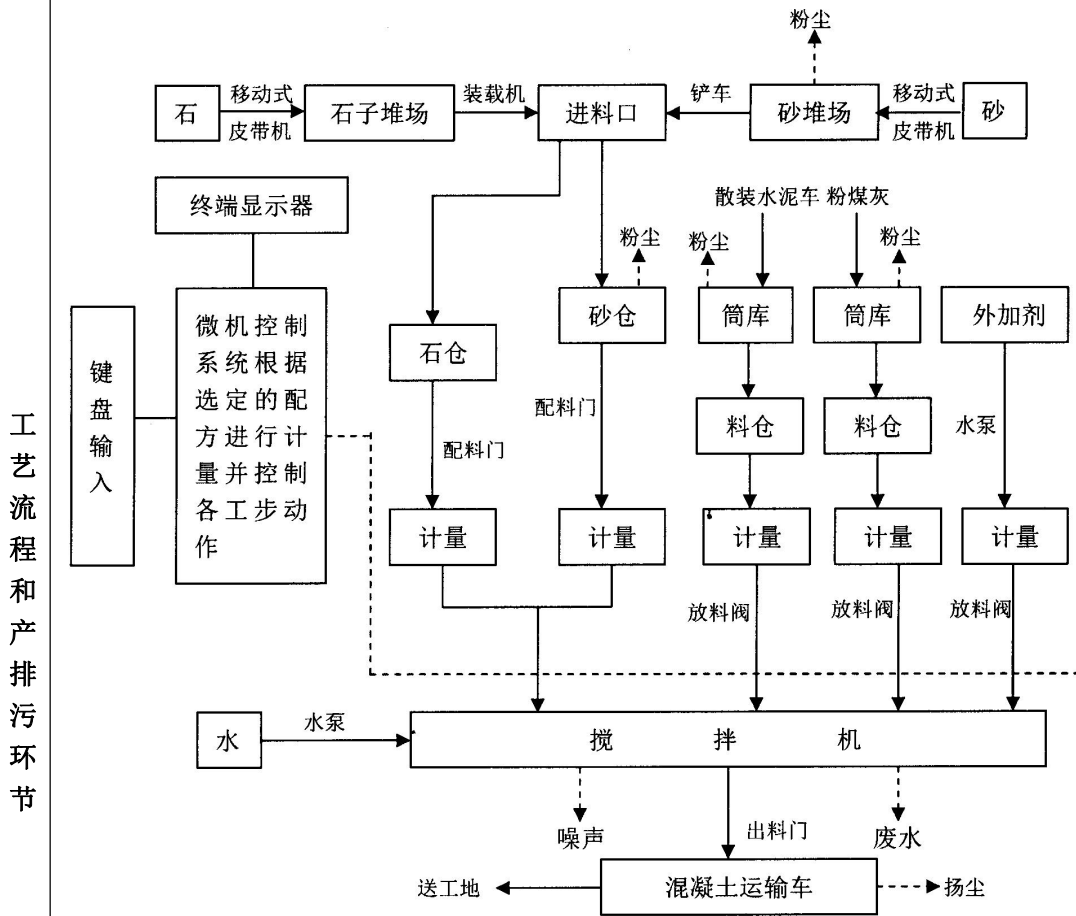 工艺流程和产排污环节
粉尘
石
移动式
皮带机
石子堆场
装载机
进料口
铲车
砂堆场
移动式
皮带机
砂
终端显示器
散装水泥车
粉煤灰
粉尘
粉尘
粉尘
键盘输入
微机控制
系统根据
选定的配
方进行计
量并控制
各工步动
作
石仓
砂仓
筒库
筒库
外加剂
配料门
配料门
料仓
料仓
水泵
计量
计量
计量
计量
计量
放料阀
放料阀
放料阀
水
水泵
搅拌机
噪声
出料门
废水
送工地
混凝土运输车
扬尘